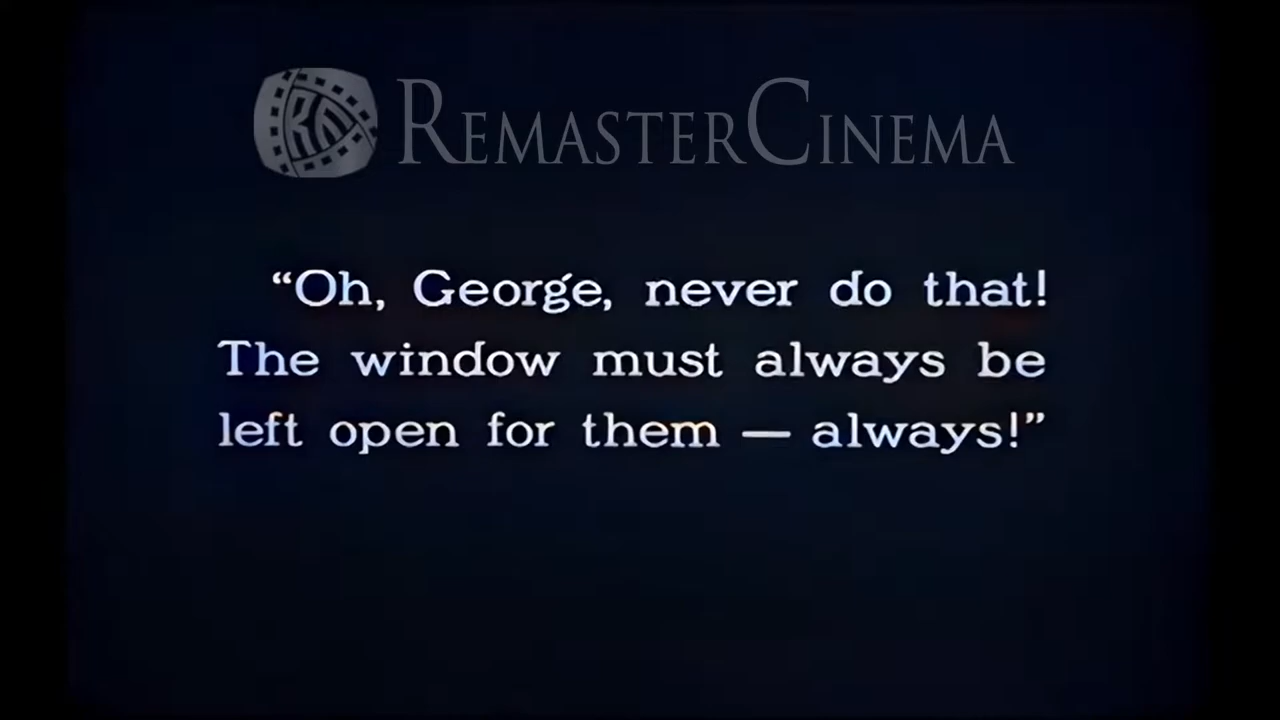 REMASTERCINEMA
“Oh, George, never do that!
The window must always be
left open for them — always!”